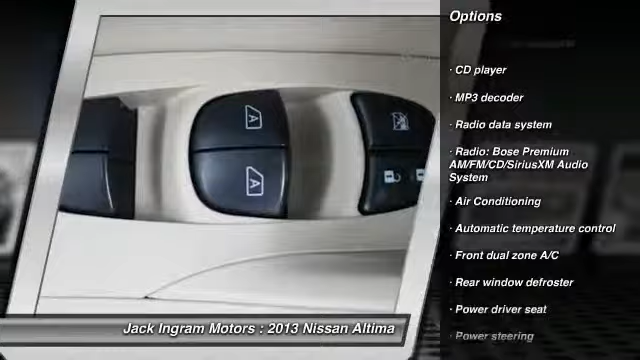 Options
· CD player
· MP3 decoder
· Radio data system
· Radio: Bose Premium
AM/FM/CD/SiriusXM Audio
System
· Air Conditioning
· Automatic temperature control
· Front dual zone A/C
· Rear window defroster
· Power driver seat
· Power steering
A
A
Jack Ingram Motors : 2013 Nissan Altima